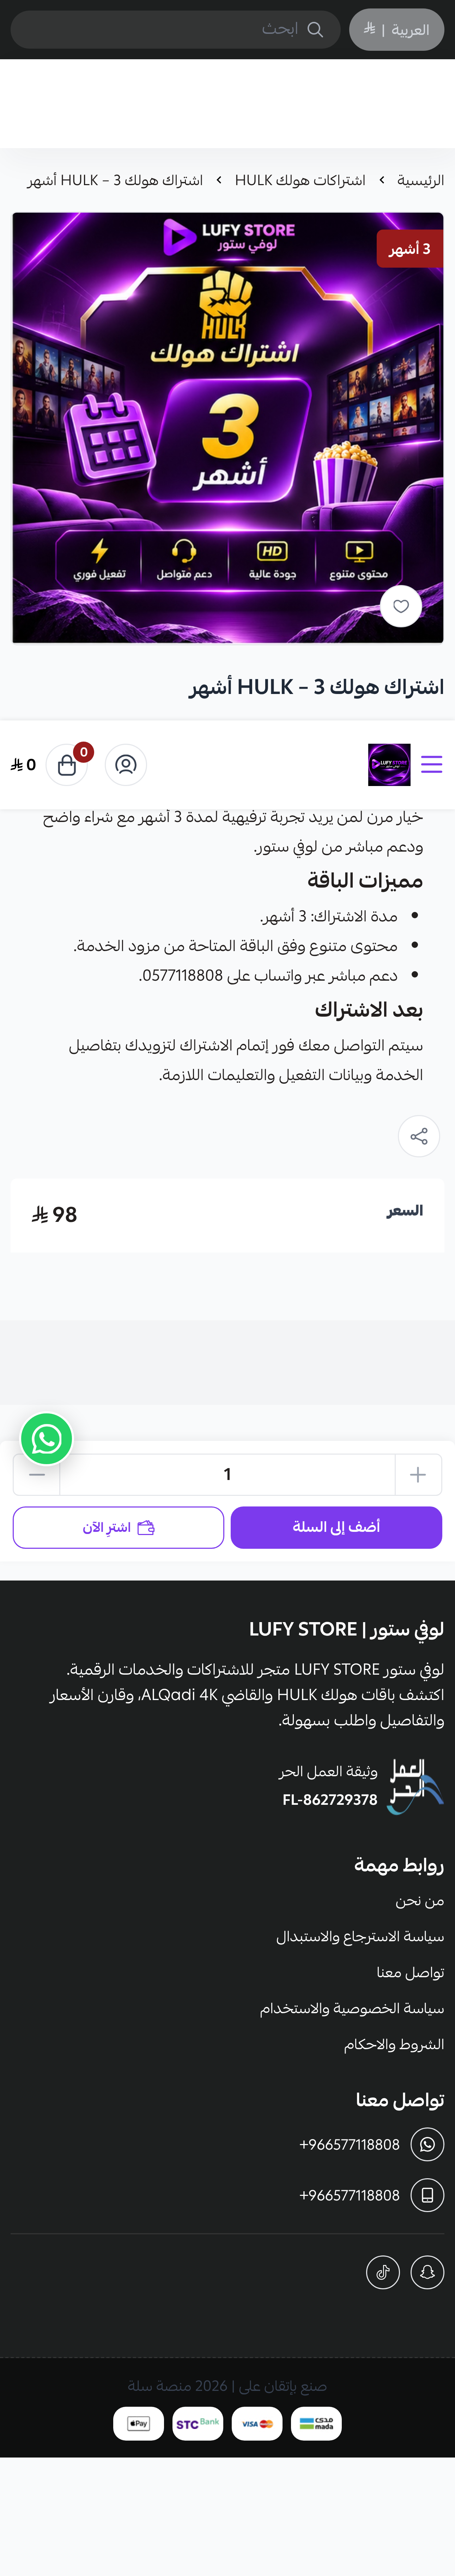 العربية |
ابحث
الرئيسية
اشتراكات هولك HULK
اشتراك هولك HULK – 3 أشهر
3 أشهر
LUFY STORE
لوفي ستور
HULK
اشتراك هولك
3
أشهر
محتوى متنوع
HD
جودة عالية
دعم متواصل
تفعيل فوري
اشتراك هولك HULK – 3 أشهر
LUFY STORE
0
0
خيار مرن لمن يريد تجربة ترفيهية لمدة 3 أشهر مع شراء واضح
ودعم مباشر من لوفي ستور.
مميزات الباقة
مدة الاشتراك: 3 أشهر.
محتوى متنوع وفق الباقة المتاحة من مزود الخدمة.
دعم مباشر عبر واتساب على 0577118808.
بعد الاشتراك
سيتم التواصل معك فور إتمام الاشتراك لتزويدك بتفاصيل
الخدمة وبيانات التفعيل والتعليمات اللازمة.
السعر
98
1
أضف إلى السلة
اشترِ الآن
لوفي ستور | LUFY STORE
لوفي ستور LUFY STORE متجر للاشتراكات والخدمات الرقمية.
اكتشف باقات هولك HULK والقاضي ALQadi 4K، وقارن الأسعار
والتفاصيل واطلب بسهولة.
العمل الحر
وثيقة العمل الحر
FL-862729378
روابط مهمة
من نحن
سياسة الاسترجاع والاستبدال
تواصل معنا
سياسة الخصوصية والاستخدام
الشروط والاحكام
تواصل معنا
+966577118808
+966577118808
صنع بإتقان على | 2026 منصة سلة
مدى mada
VISA
STC Bank
Pay